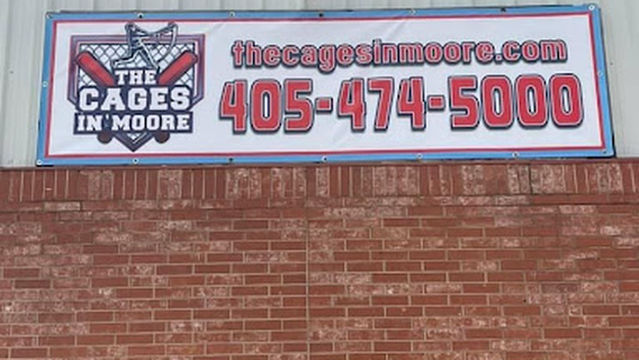 THE
CAGES
IN MOORE
thecagesinmoore.com
405-474-5000